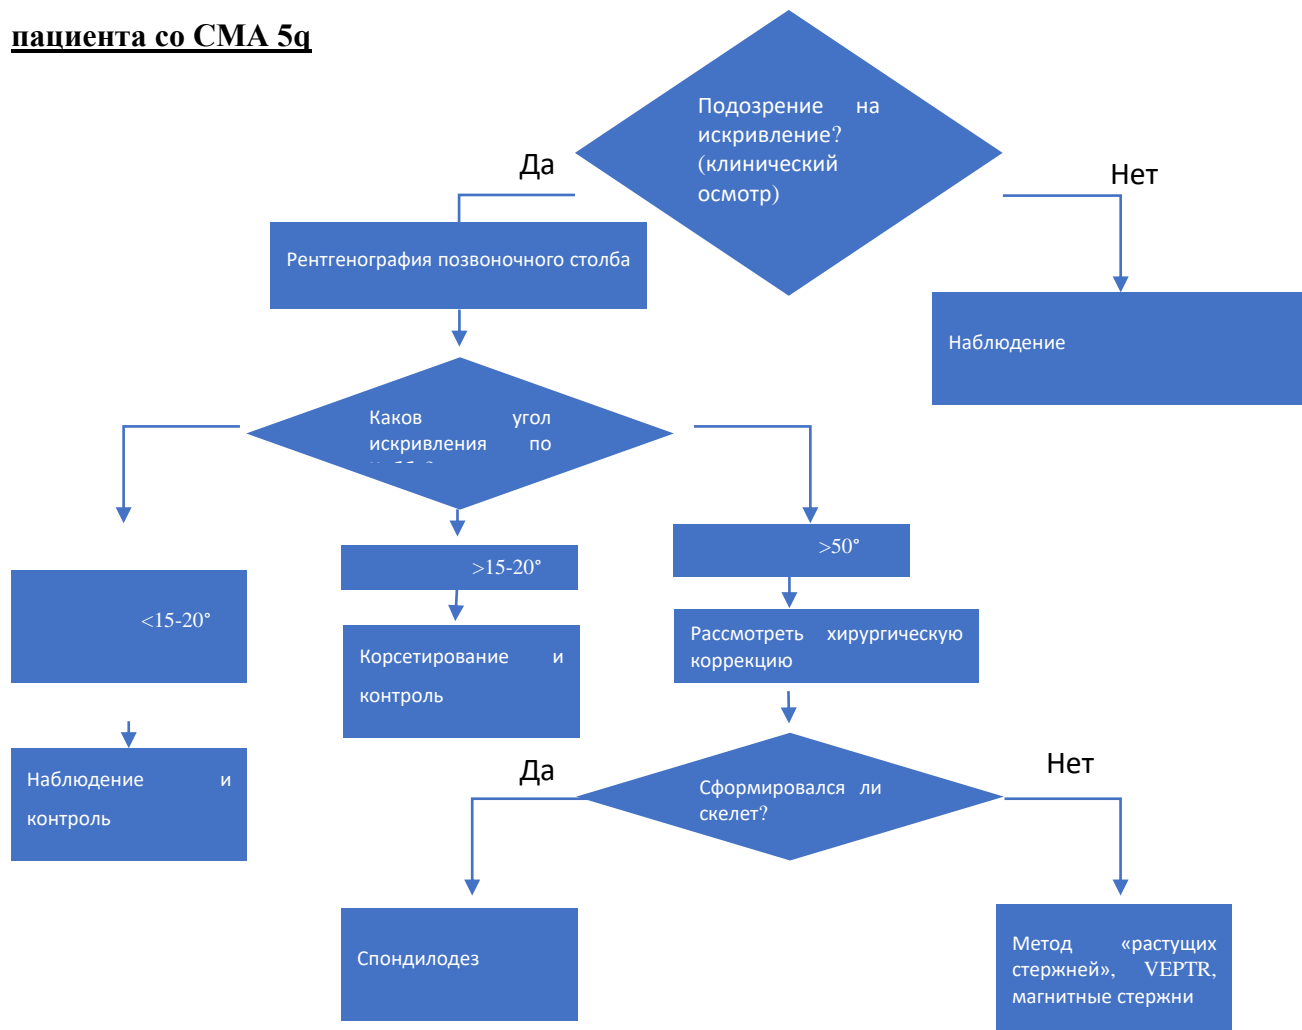 пациента со СМА 5q
Подозрение на
искривление?
(клинический
осмотр)
Да
Нет
Рентгенография позвоночного столба
Наблюдение
Каков угол
искривления по
<15-20°
>15-20°
>50°
Наблюдение и
контроль
Корсетирование и
контроль
Рассмотреть хирургическую
коррекцию
Да
Нет
Сформировался ли
скелет?
Спондилодез
Метод «растущих
стержней», VEPTR,
магнитные стержни